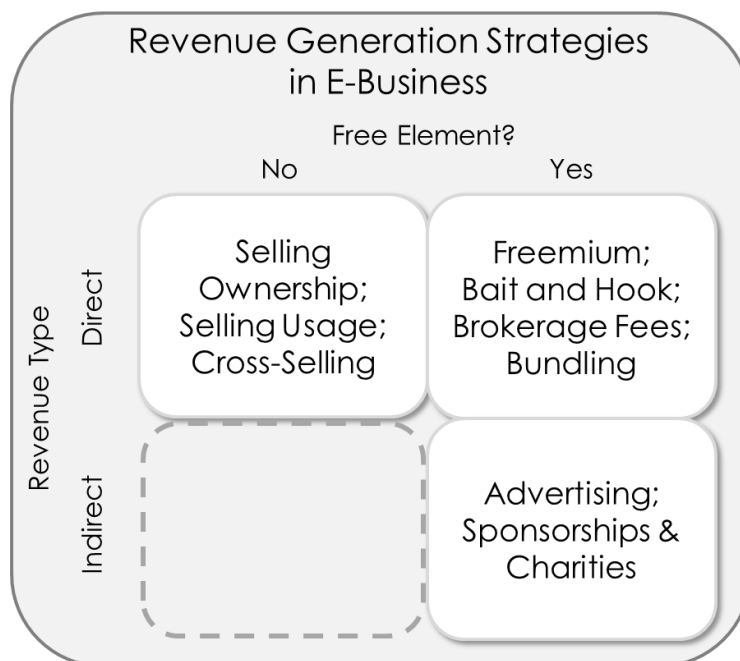 Revenue Generation Strategies
in E-Business
Free Element?
No
Yes
Revenue Type
Direct
Selling
Ownership;
Selling Usage;
Cross-Selling
Freemium;
Bait and Hook;
Brokerage Fees;
Bundling
Indirect
Advertising;
Sponsorships &
Charities